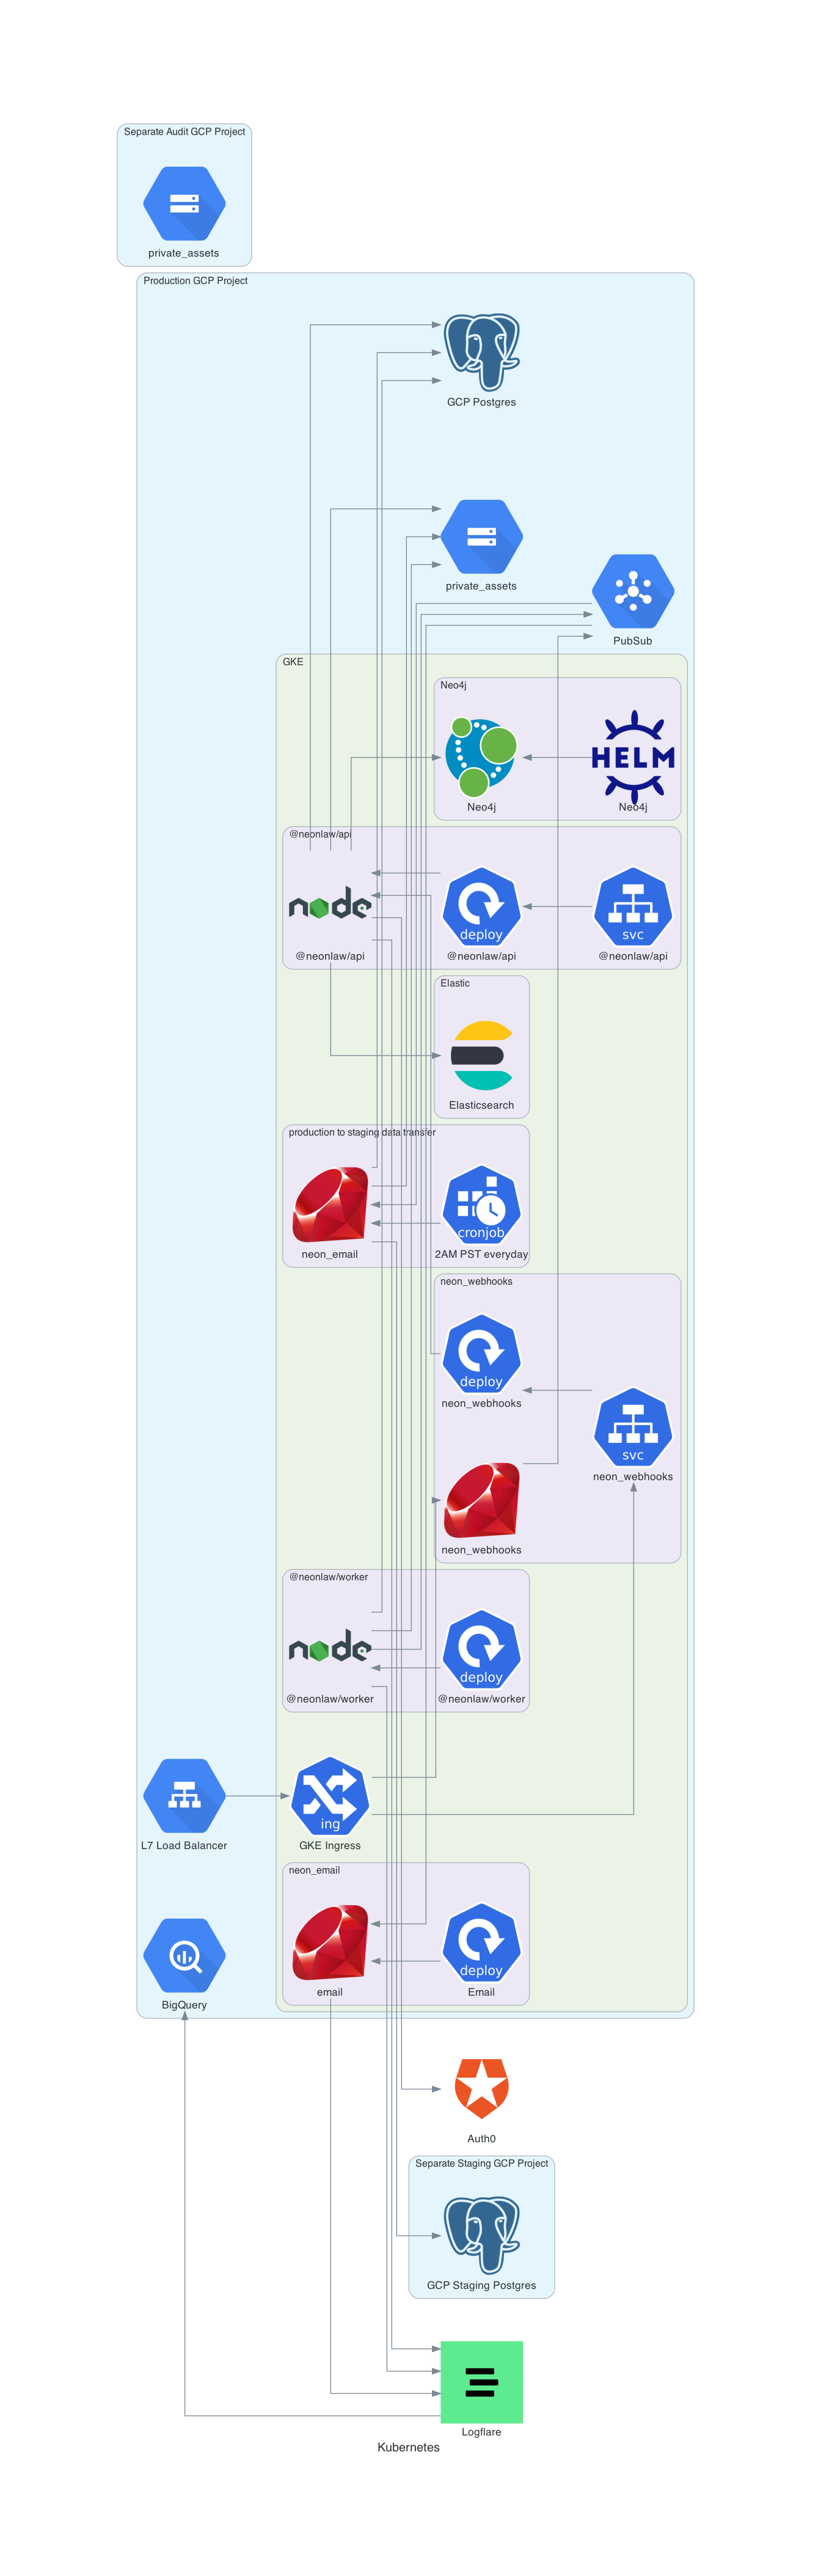 Separate Audit GCP Project
private_assets
Production GCP Project
GCP Postgres
private_assets
PubSub
GKE
Neo4j
HELM
Neo4j
Neo4j
@neonlaw/api
node
deploy
svc
@neonlaw/api
@neonlaw/api
@neonlaw/api
Elastic
Elasticsearch
production to staging data transfer
cronjob
neon_email
2AM PST everyday
neon_webhooks
deploy
neon_webhooks
svc
neon_webhooks
neon_webhooks
@neonlaw/worker
node
deploy
@neonlaw/worker
@neonlaw/worker
ing
L7 Load Balancer
GKE Ingress
neon_email
deploy
email
Email
BigQuery
Auth0
Separate Staging GCP Project
GCP Staging Postgres
Logflare
Kubernetes